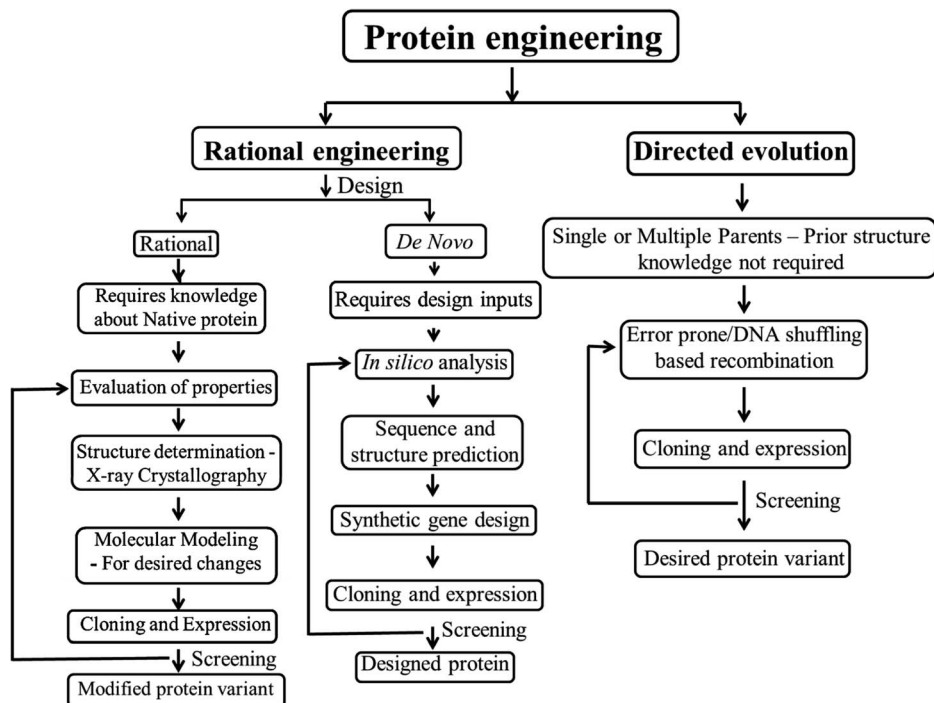 Protein engineering
Rational engineering
Directed evolution
Design
Rational
De Novo
Single or Multiple Parents – Prior structure
knowledge not required
Requires knowledge
about Native protein
Requires design inputs
Error prone/DNA shuffling
based recombination
Evaluation of properties
In silico analysis
Structure determination -
X-ray Crystallography
Sequence and
structure prediction
Cloning and expression
Screening
Molecular Modeling
- For desired changes
Synthetic gene design
Desired protein variant
Cloning and Expression
Screening
Modified protein variant
Cloning and expression
Screening
Designed protein